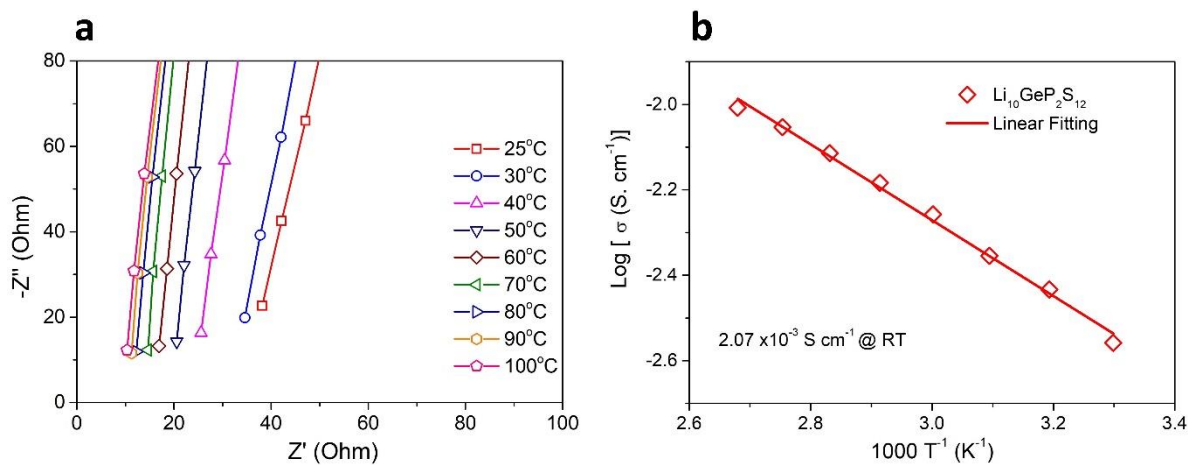 a
80
60
40
20
0
-Z" (Ohm)
0 20 40 60 80 100
Z' (Ohm)
25°C
30°C
40°C
50°C
60°C
70°C
80°C
90°C
100°C
b
-2.0
-2.2
-2.4
-2.6
Log [ σ (S. cm⁻¹)]
Li₁₀GeP₂S₁₂
Linear Fitting
2.07 x10⁻³ S cm⁻¹ @ RT
2.6 2.8 3.0 3.2 3.4
1000 T⁻¹ (K⁻¹)